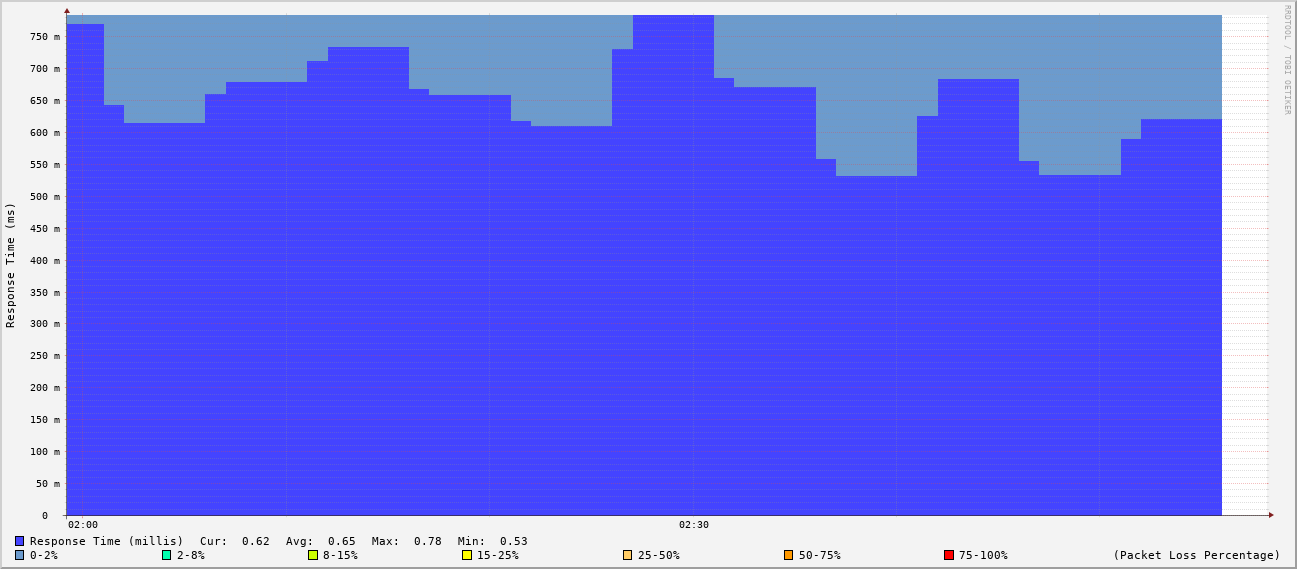 RRDTOOL / TOBI OETIKER
Response Time (ms)
750 m
700 m
650 m
600 m
550 m
500 m
450 m
400 m
350 m
300 m
250 m
200 m
150 m
100 m
50 m
0
02:00 02:30
Response Time (millis) Cur: 0.62 Avg: 0.65 Max: 0.78 Min: 0.53
0-2% 2-8% 8-15% 15-25% 25-50% 50-75% 75-100% (Packet Loss Percentage)